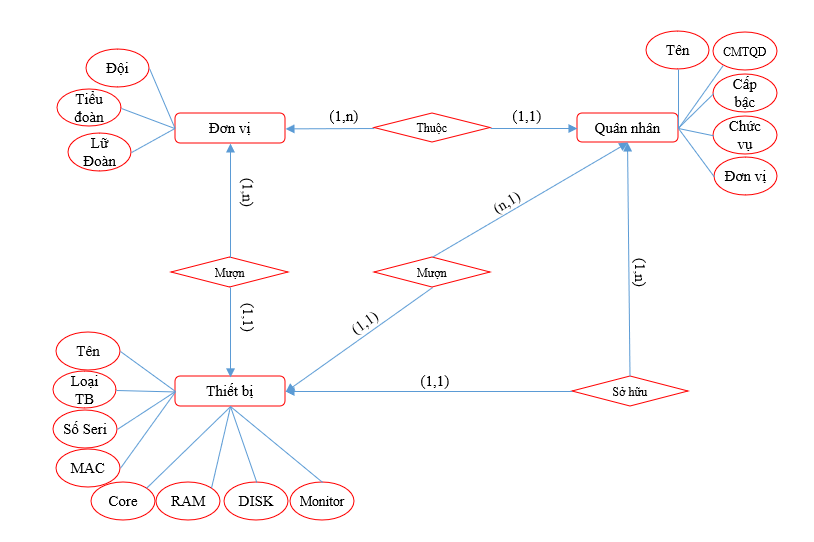 Tên
CMTQD
Đội
Cấp
bậc
Tiểu
đoàn
Đơn vị
(1,n)
Thuộc
(1,1)
Quân nhân
Chức
vụ
Lữ
Đoàn
Đơn vị
(1,n)
(n,1)
Mượn
Mượn
(1,n)
(1,1)
(1,1)
Tên
Loại
TB
Thiết bị
(1,1)
Sở hữu
Số Seri
MAC
Core
RAM
DISK
Monitor